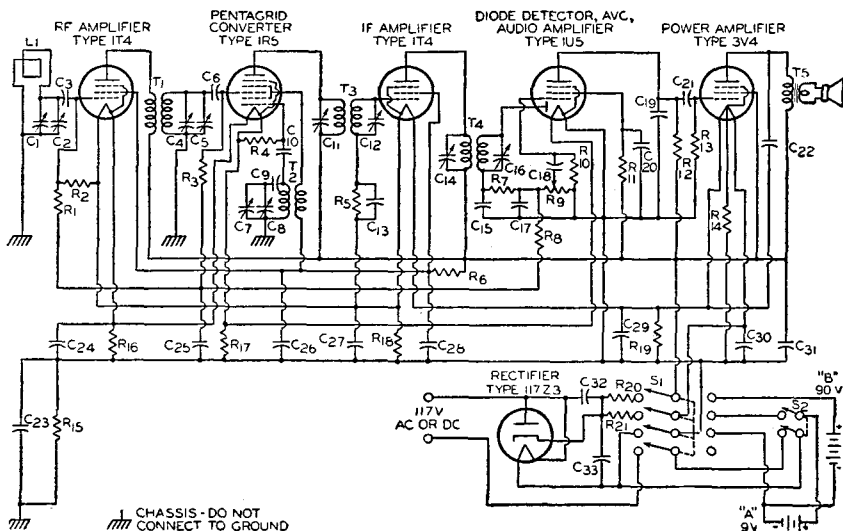 RF AMPLIFIER
TYPE 1T4
PENTAGRID
CONVERTER
TYPE 1R5
IF AMPLIFIER
TYPE 1T4
DIODE DETECTOR, AVC,
AUDIO AMPLIFIER
TYPE 1U5
POWER AMPLIFIER
TYPE 3V4
L1
C3
T1
C6
T3
T4
C19
C21
T5
C1
C2
C4
C5
R4
C10
C11
C12
C14
C16
C18
R10
R11
C20
R12
R13
C22
R2
R1
R3
C9
T2
C7
C8
R5
C13
R7
C15
C17
R9
R8
R14
R6
C24
R16
C25
R17
C26
C27
R18
C28
C29
R19
C30
C31
C23
R15
RECTIFIER
TYPE 117Z3
C32
R20
S1
"B"
90V
117V
AC OR DC
R21
S2
C33
"A"
9V
CHASSIS - DO NOT
CONNECT TO GROUND